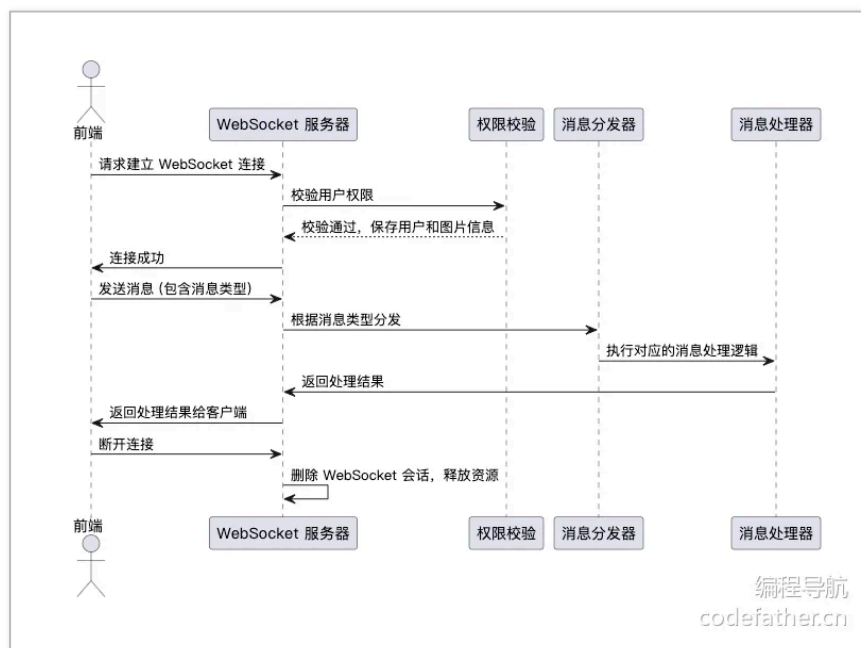 前端
WebSocket 服务器
权限校验
消息分发器
消息处理器
请求建立 WebSocket 连接
校验用户权限
校验通过，保存用户和图片信息
连接成功
发送消息 (包含消息类型)
根据消息类型分发
执行对应的消息处理逻辑
返回处理结果
返回处理结果给客户端
断开连接
删除 WebSocket 会话，释放资源
前端
WebSocket 服务器
权限校验
消息分发器
消息处理器
编程导航
codefather.cn